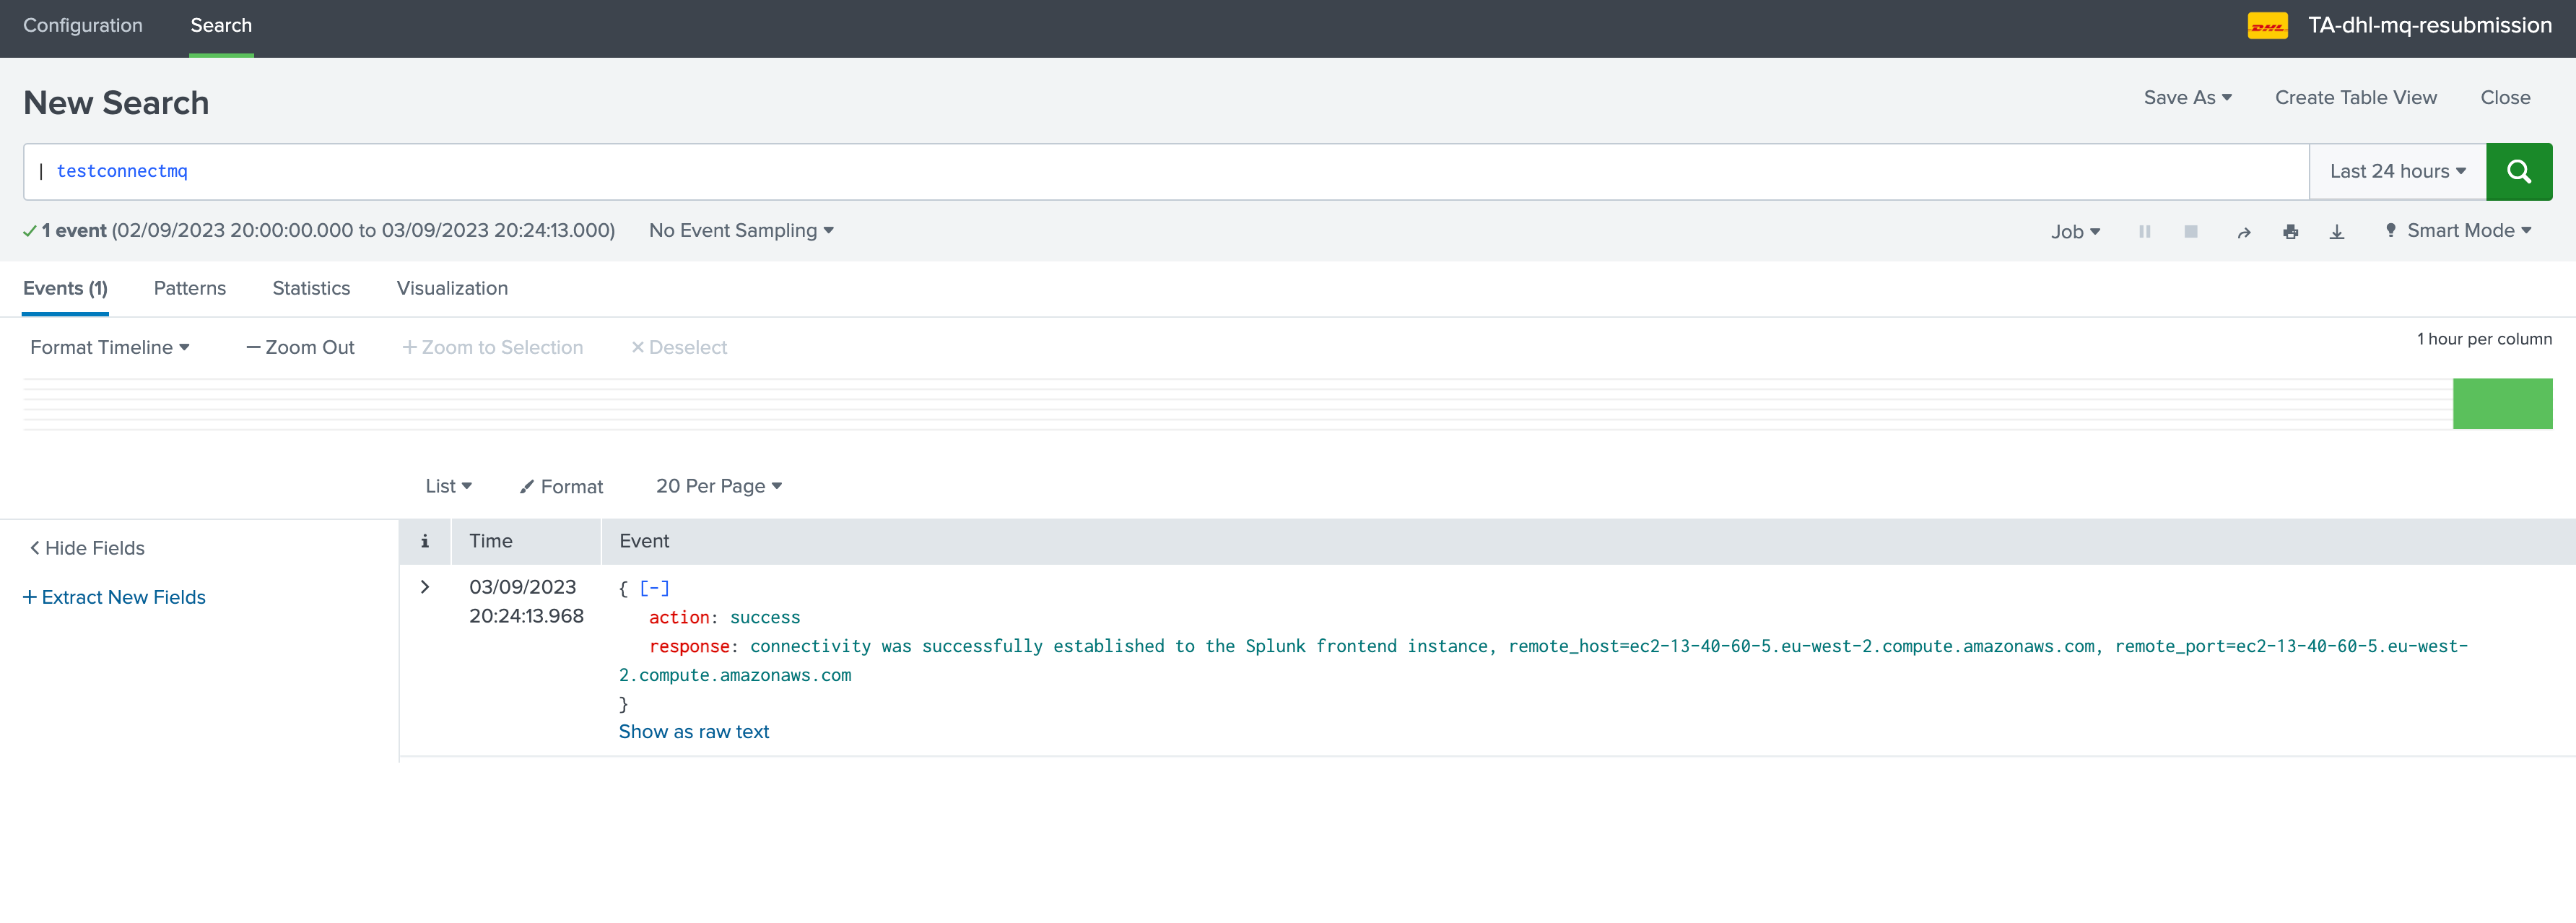 Configuration Search DHL TA-dhl-mq-resubmission
New Search Save As Create Table View Close
| testconnectmq Last 24 hours
1 event (02/09/2023 20:00:00.000 to 03/09/2023 20:24:13.000) No Event Sampling Job Smart Mode
Events (1) Patterns Statistics Visualization
Format Timeline — Zoom Out + Zoom to Selection × Deselect 1 hour per column
List Format 20 Per Page
< Hide Fields
+ Extract New Fields
i Time Event
03/09/2023
20:24:13.968
{ [-]
action: success
response: connectivity was successfully established to the Splunk frontend instance, remote_host=ec2-13-40-60-5.eu-west-2.compute.amazonaws.com, remote_port=ec2-13-40-60-5.eu-west-
2.compute.amazonaws.com
}
Show as raw text